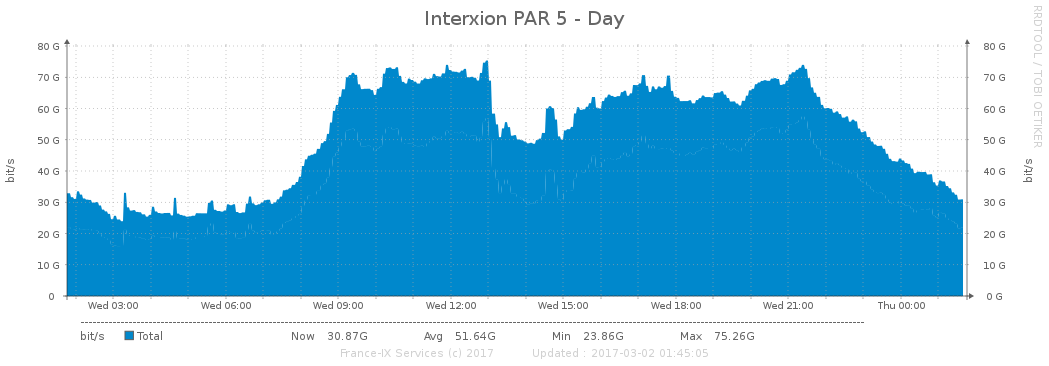 Interxion PAR 5 - Day
RRDTOOL / TOBI OETIKER
80 G 80 G
70 G 70 G
60 G 60 G
50 G 50 G
40 G 40 G
30 G 30 G
20 G 20 G
10 G 10 G
0 0 G
bit/s
bit/s
Wed 03:00 Wed 06:00 Wed 09:00 Wed 12:00 Wed 15:00 Wed 18:00 Wed 21:00 Thu 00:00
bit/s Total Now 30.87G Avg 51.64G Min 23.86G Max 75.26G
France-IX Services (c) 2017 Updated : 2017-03-02 01:45:05